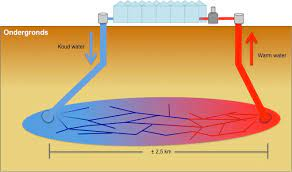 Ondergronds
Koud water
Warm water
± 2,5 km